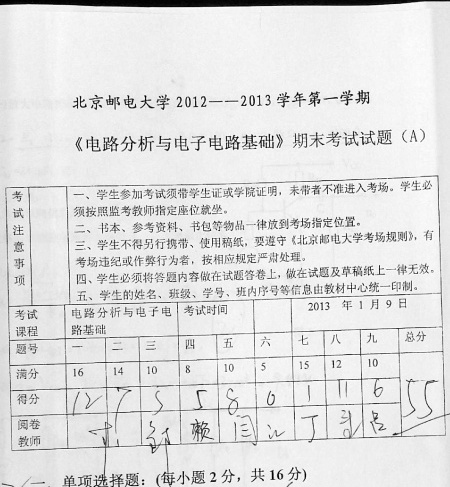 北京邮电大学 2012——2013 学年第一学期
《电路分析与电子电路基础》期末考试试题（A）
考试注意事项
一、学生参加考试须带学生证或学院证明，未带者不准进入考场。学生必
须按照监考教师指定座位就坐。
二、书本、参考资料、书包等物品一律放到考场指定位置。
三、学生不得另行携带、使用稿纸，要遵守《北京邮电大学考场规则》，有
考场违纪或作弊行为者，按相应规定严肃处理。
四、学生必须将答题内容做在试题答卷上，做在试题及草稿纸上一律无效。
五、学生的姓名、班级、学号、班内序号等信息由教材中心统一印制。
考试课程 电路分析与电子电路基础 考试时间 2013 年 1 月 9 日
题号 一 二 三 四 五 六 七 八 九 总分
满分 16 14 10 8 10 5 15 12 10
得分 12 7 5 5 8 0 1 11 6 55
阅卷教师 赖 闫 江 丁 吕
一、单项选择题：(每小题 2 分，共 16 分)